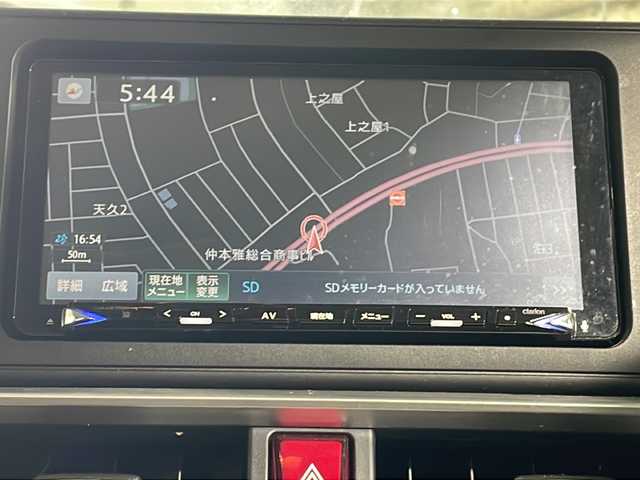 5:44
上之屋
上之屋1
天久2
16:54
50m
仲本雅総合商事ビル
詳細 広域
現在地メニュー
表示変更
SD
SDメモリーカードが入っていません
< CH > AV 現在地 メニュー − VOL +
clarion